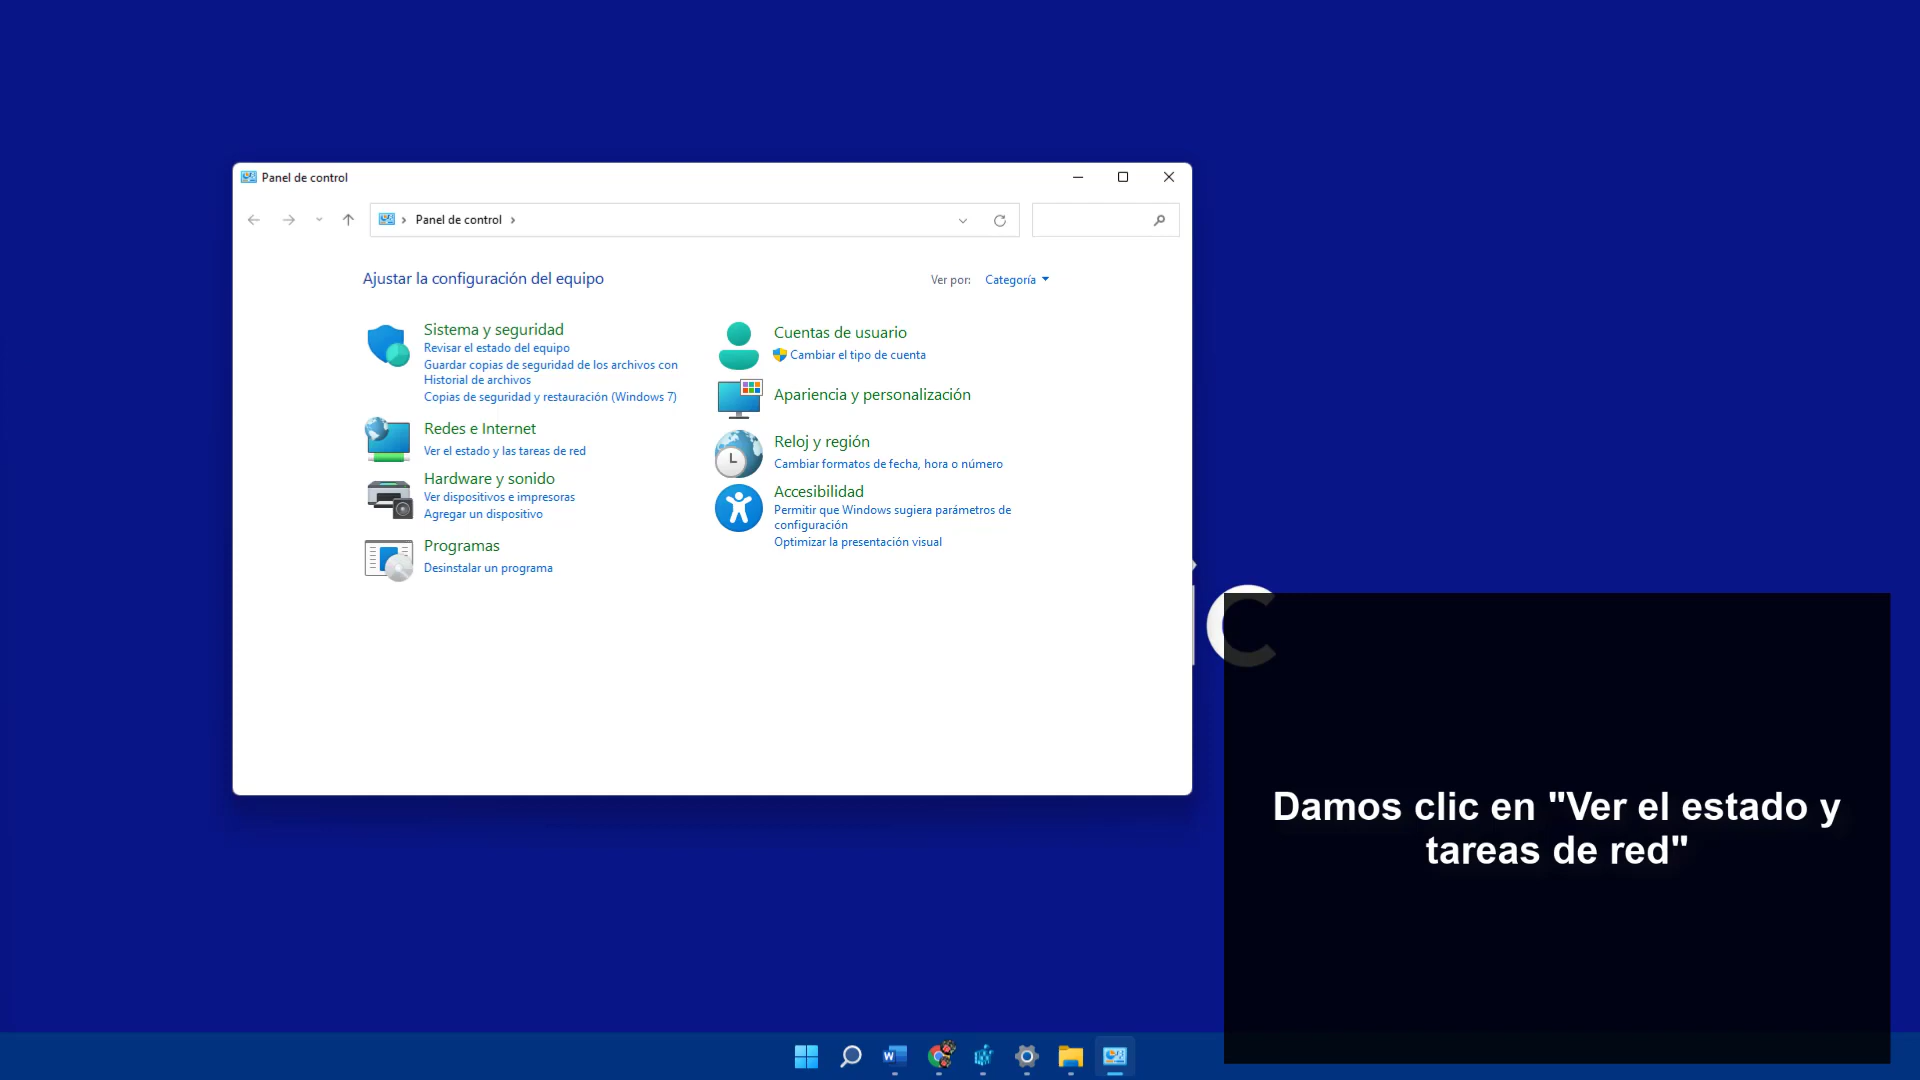 Panel de control
Panel de control
Ajustar la configuración del equipo
Ver por: Categoría
Sistema y seguridad
Revisar el estado del equipo
Guardar copias de seguridad de los archivos con
Historial de archivos
Copias de seguridad y restauración (Windows 7)
Redes e Internet
Ver el estado y las tareas de red
Hardware y sonido
Ver dispositivos e impresoras
Agregar un dispositivo
Programas
Desinstalar un programa
Cuentas de usuario
Cambiar el tipo de cuenta
Apariencia y personalización
Reloj y región
Cambiar formatos de fecha, hora o número
Accesibilidad
Permitir que Windows sugiera parámetros de
configuración
Optimizar la presentación visual
C
Damos clic en "Ver el estado y
tareas de red"
W